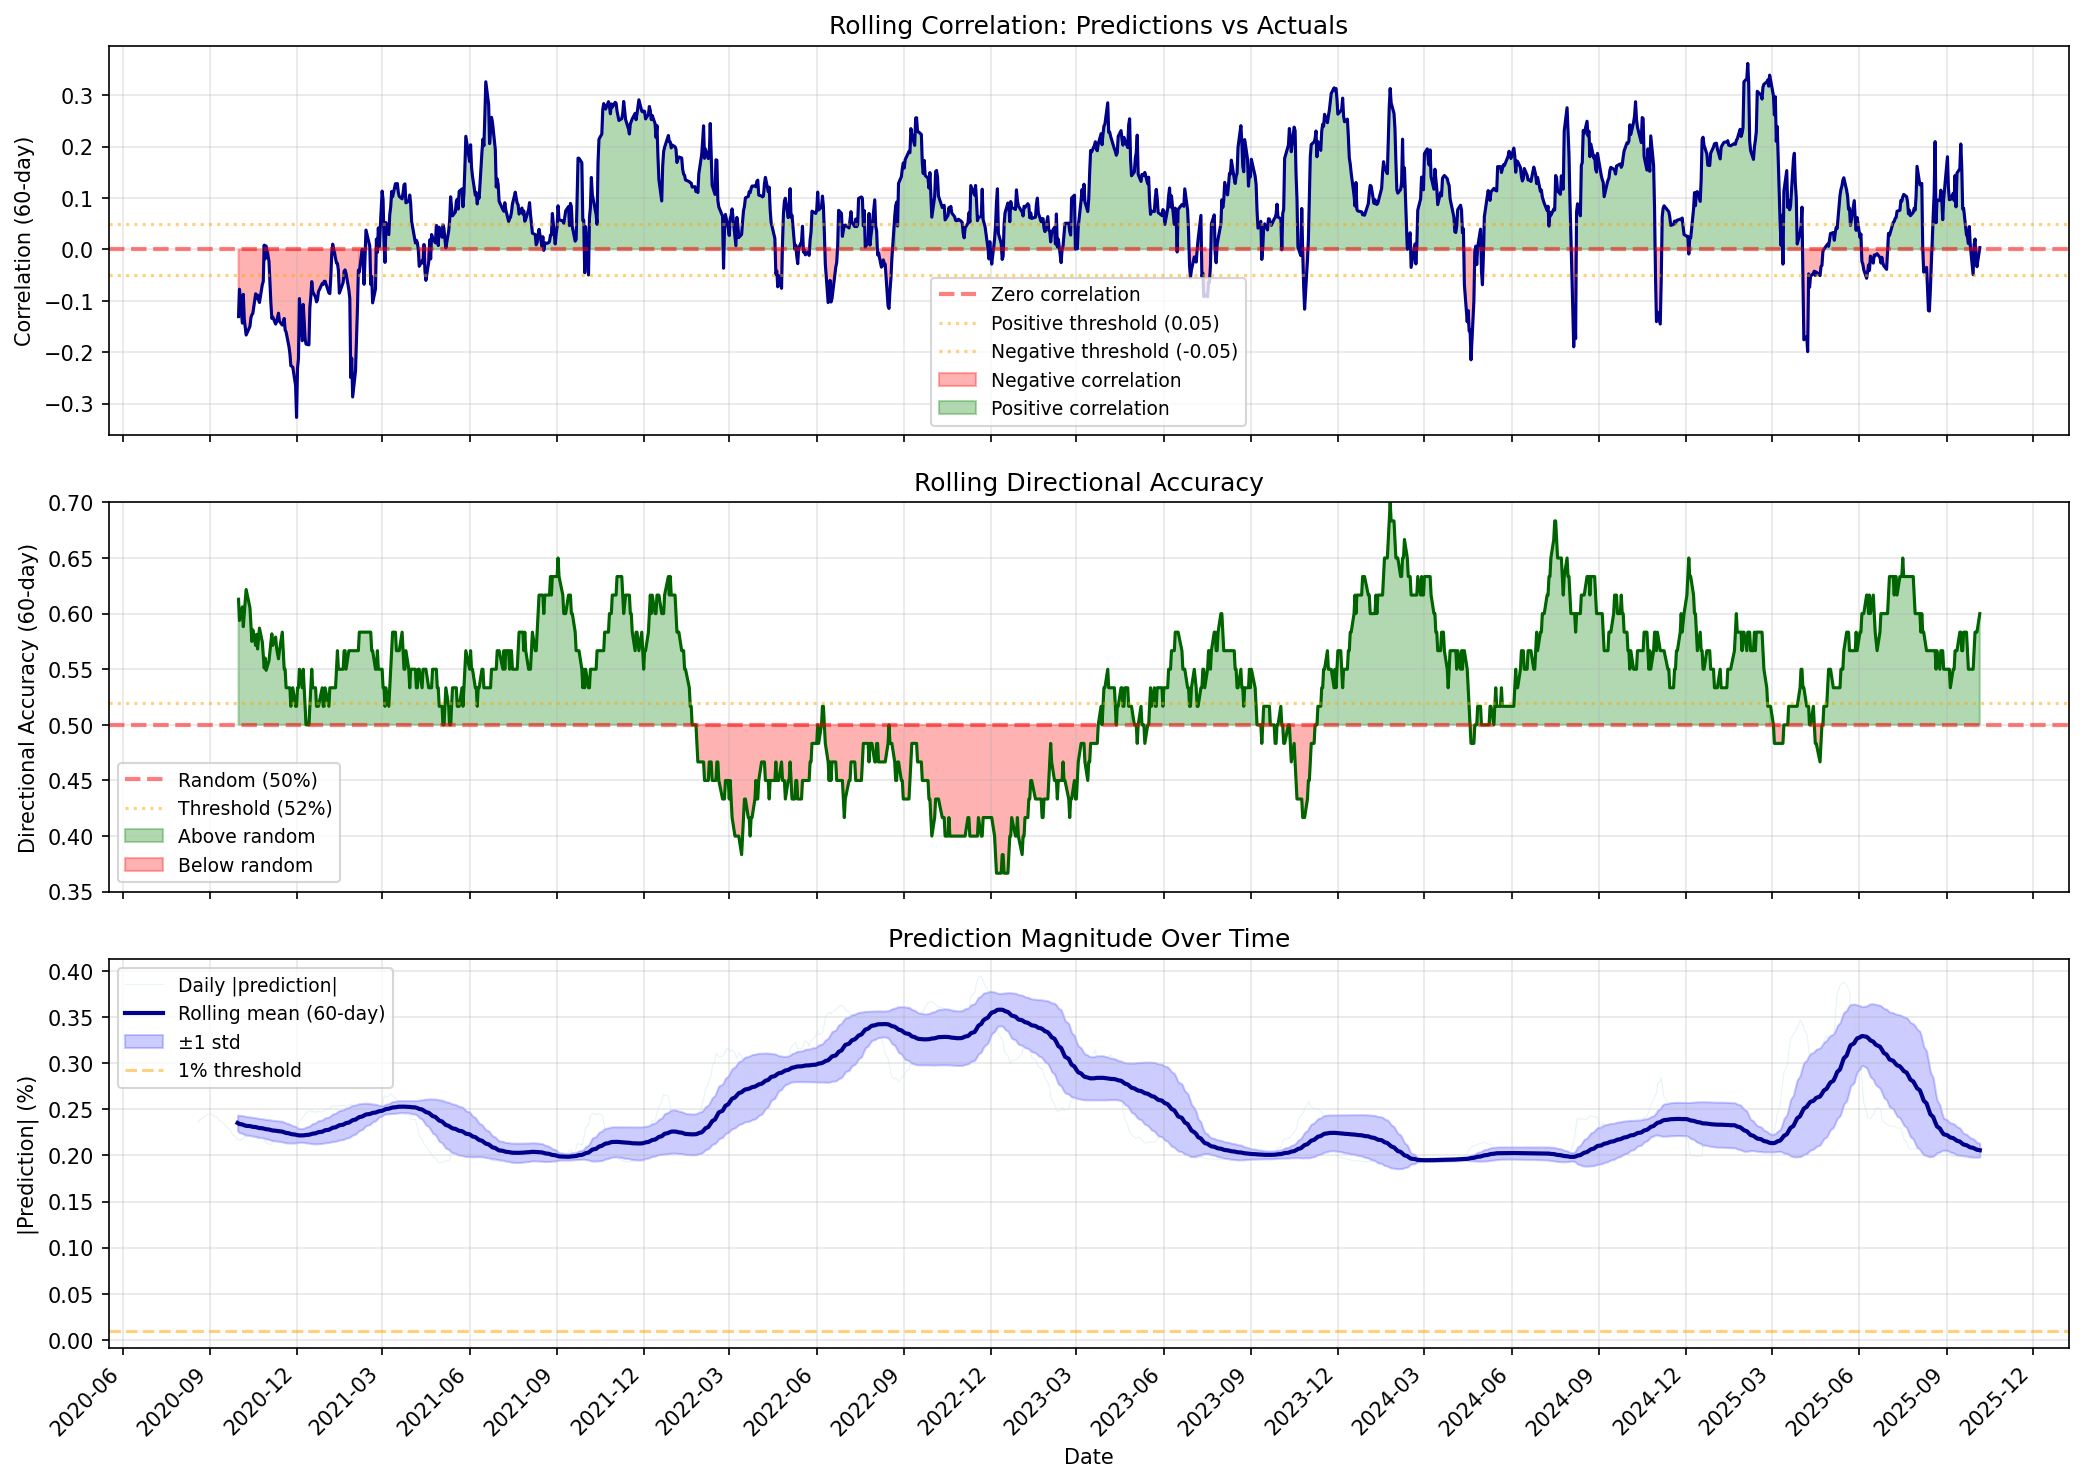 Rolling Correlation: Predictions vs Actuals
Correlation (60-day)
0.3
0.2
0.1
0.0
−0.1
−0.2
−0.3
Zero correlation
Positive threshold (0.05)
Negative threshold (-0.05)
Negative correlation
Positive correlation
Rolling Directional Accuracy
Directional Accuracy (60-day)
0.70
0.65
0.60
0.55
0.50
0.45
0.40
0.35
Random (50%)
Threshold (52%)
Above random
Below random
Prediction Magnitude Over Time
|Prediction| (%)
0.40
0.35
0.30
0.25
0.20
0.15
0.10
0.05
0.00
Daily |prediction|
Rolling mean (60-day)
±1 std
1% threshold
2020-06
2020-09
2020-12
2021-03
2021-06
2021-09
2021-12
2022-03
2022-06
2022-09
2022-12
2023-03
2023-06
2023-09
2023-12
2024-03
2024-06
2024-09
2024-12
2025-03
2025-06
2025-09
2025-12
Date